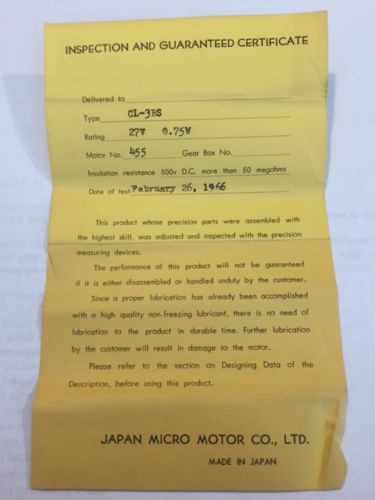 INSPECTION AND GUARANTEED CERTIFICATE
Delivered to
Type CL-3BS
Rating 27V 0.75W
Motor No. 455 Gear Box No.
Insulation resistance 500v D.C. more than 50 megohms
Date of test February 26, 1966
This product whose precision parts were assembled with
the highest skill, was adjusted and inspected with the precision
measuring devices.
The performance of this product will not be guaranteed
if it is either disassembled or handled unduly by the customer.
Since a proper lubrication has already been accomplished
with a high quality non-freezing lubricant, there is no need of
lubrication to the product in durable time. Further lubrication
by the customer will result in damage to the motor.
Please refer to the section on Designing Data of the
Description, before using this product.
JAPAN MICRO MOTOR CO., LTD.
MADE IN JAPAN